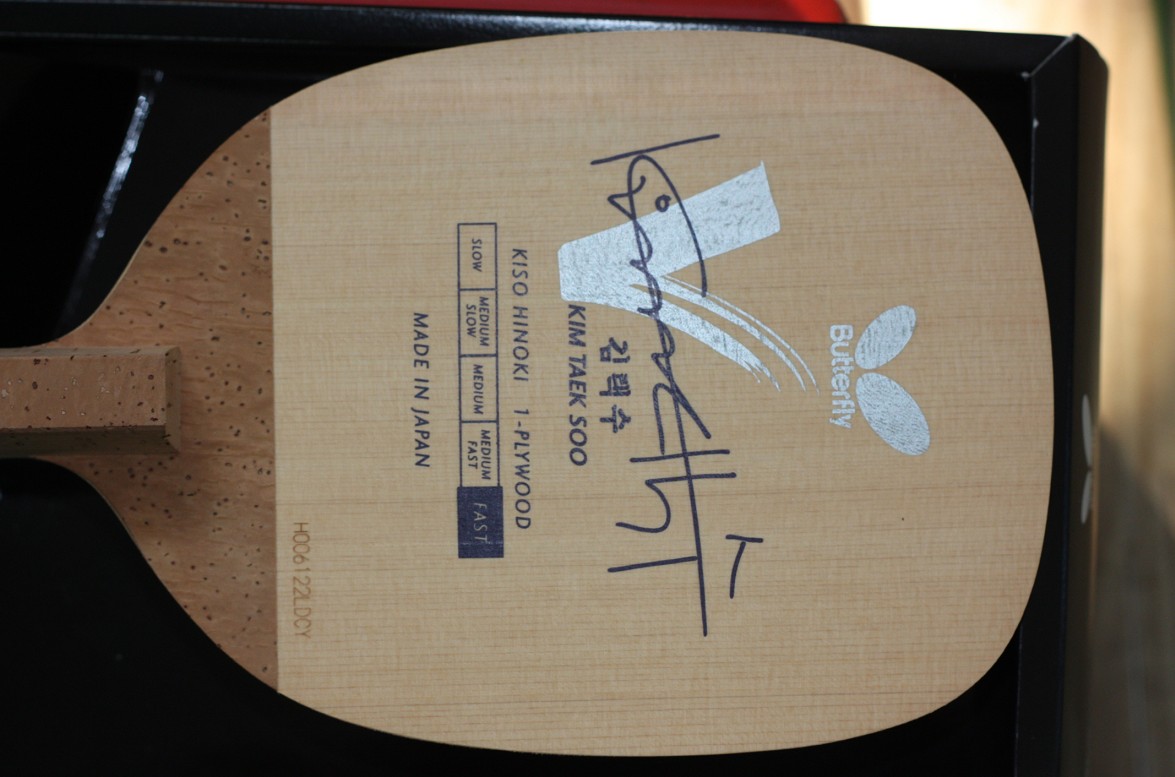 Butterfly
김택수
KIM TAEK SOO
KISO HINOKI 1-PLYWOOD
SLOW MEDIUM SLOW MEDIUM MEDIUM FAST FAST
MADE IN JAPAN
H006122LDCY